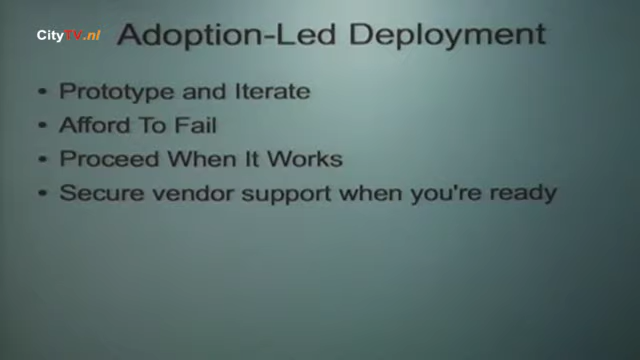 CityTV.nl
Adoption-Led Deployment
• Prototype and Iterate
• Afford To Fail
• Proceed When It Works
• Secure vendor support when you're ready